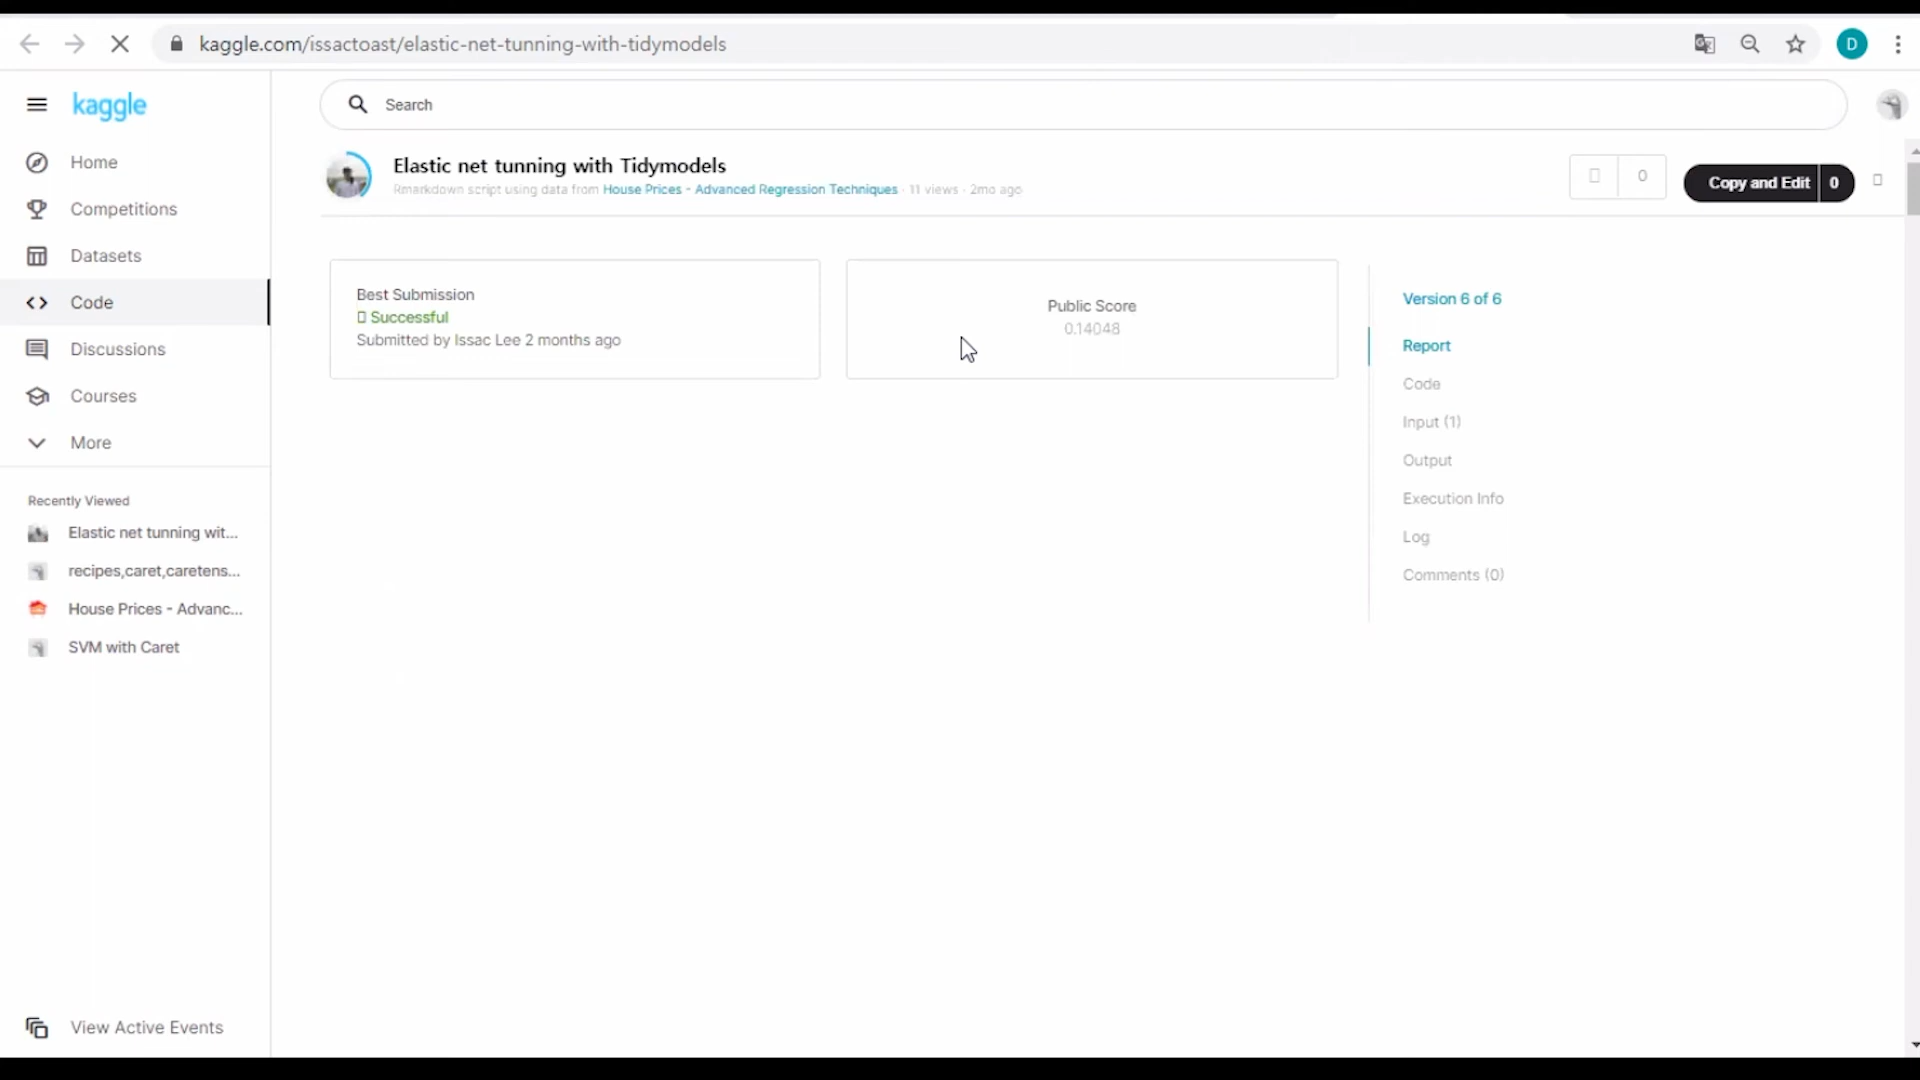 kaggle.com/issactoast/elastic-net-tunning-with-tidymodels
D
kaggle
Search
Home
Competitions
Datasets
Code
Discussions
Courses
More
Recently Viewed
Elastic net tunning wit...
recipes,caret,caretens...
House Prices - Advanc...
SVM with Caret
View Active Events
Elastic net tunning with Tidymodels
Rmarkdown script using data from House Prices - Advanced Regression Techniques · 11 views · 2mo ago
0
Copy and Edit 0
Best Submission
Successful
Submitted by Issac Lee 2 months ago
Public Score
0.14048
Version 6 of 6
Report
Code
Input (1)
Output
Execution Info
Log
Comments (0)